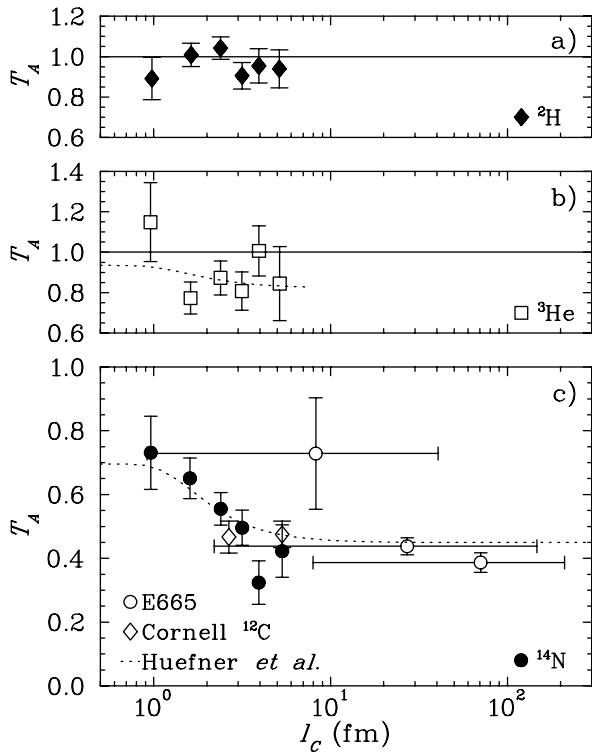 1.2
a)
1.0
T_A
0.8
²H
0.6
1.4
b)
1.2
T_A
1.0
0.8
³He
0.6
1.0
c)
0.8
0.6
T_A
0.4
E665
0.2
Cornell ¹²C
Huefner et al.
¹⁴N
0.0
10⁰ 10¹ 10²
l_C (fm)